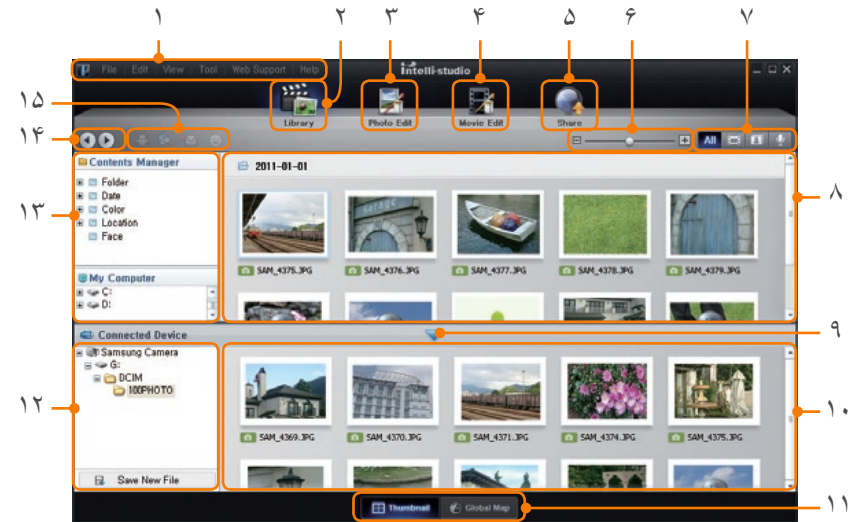 ۱ ۲ ۳ ۴ ۵ ۶ ۷
File Edit View Tool Web Support Help
intelli-studio
Library Photo Edit Movie Edit Share
۱۵
۱۴
All
Contents Manager
2011-01-01
Folder
Date
Color
Location
Face
۱۳
۸
SAM_4375.JPG SAM_4376.JPG SAM_4377.JPG SAM_4378.JPG SAM_4379.JPG
My Computer
C:
D:
Connected Device
۹
Samsung Camera
G:
DCIM
100PHOTO
۱۲
۱۰
SAM_4369.JPG SAM_4370.JPG SAM_4371.JPG SAM_4374.JPG SAM_4375.JPG
Save New File
Thumbnail Global Map
۱۱